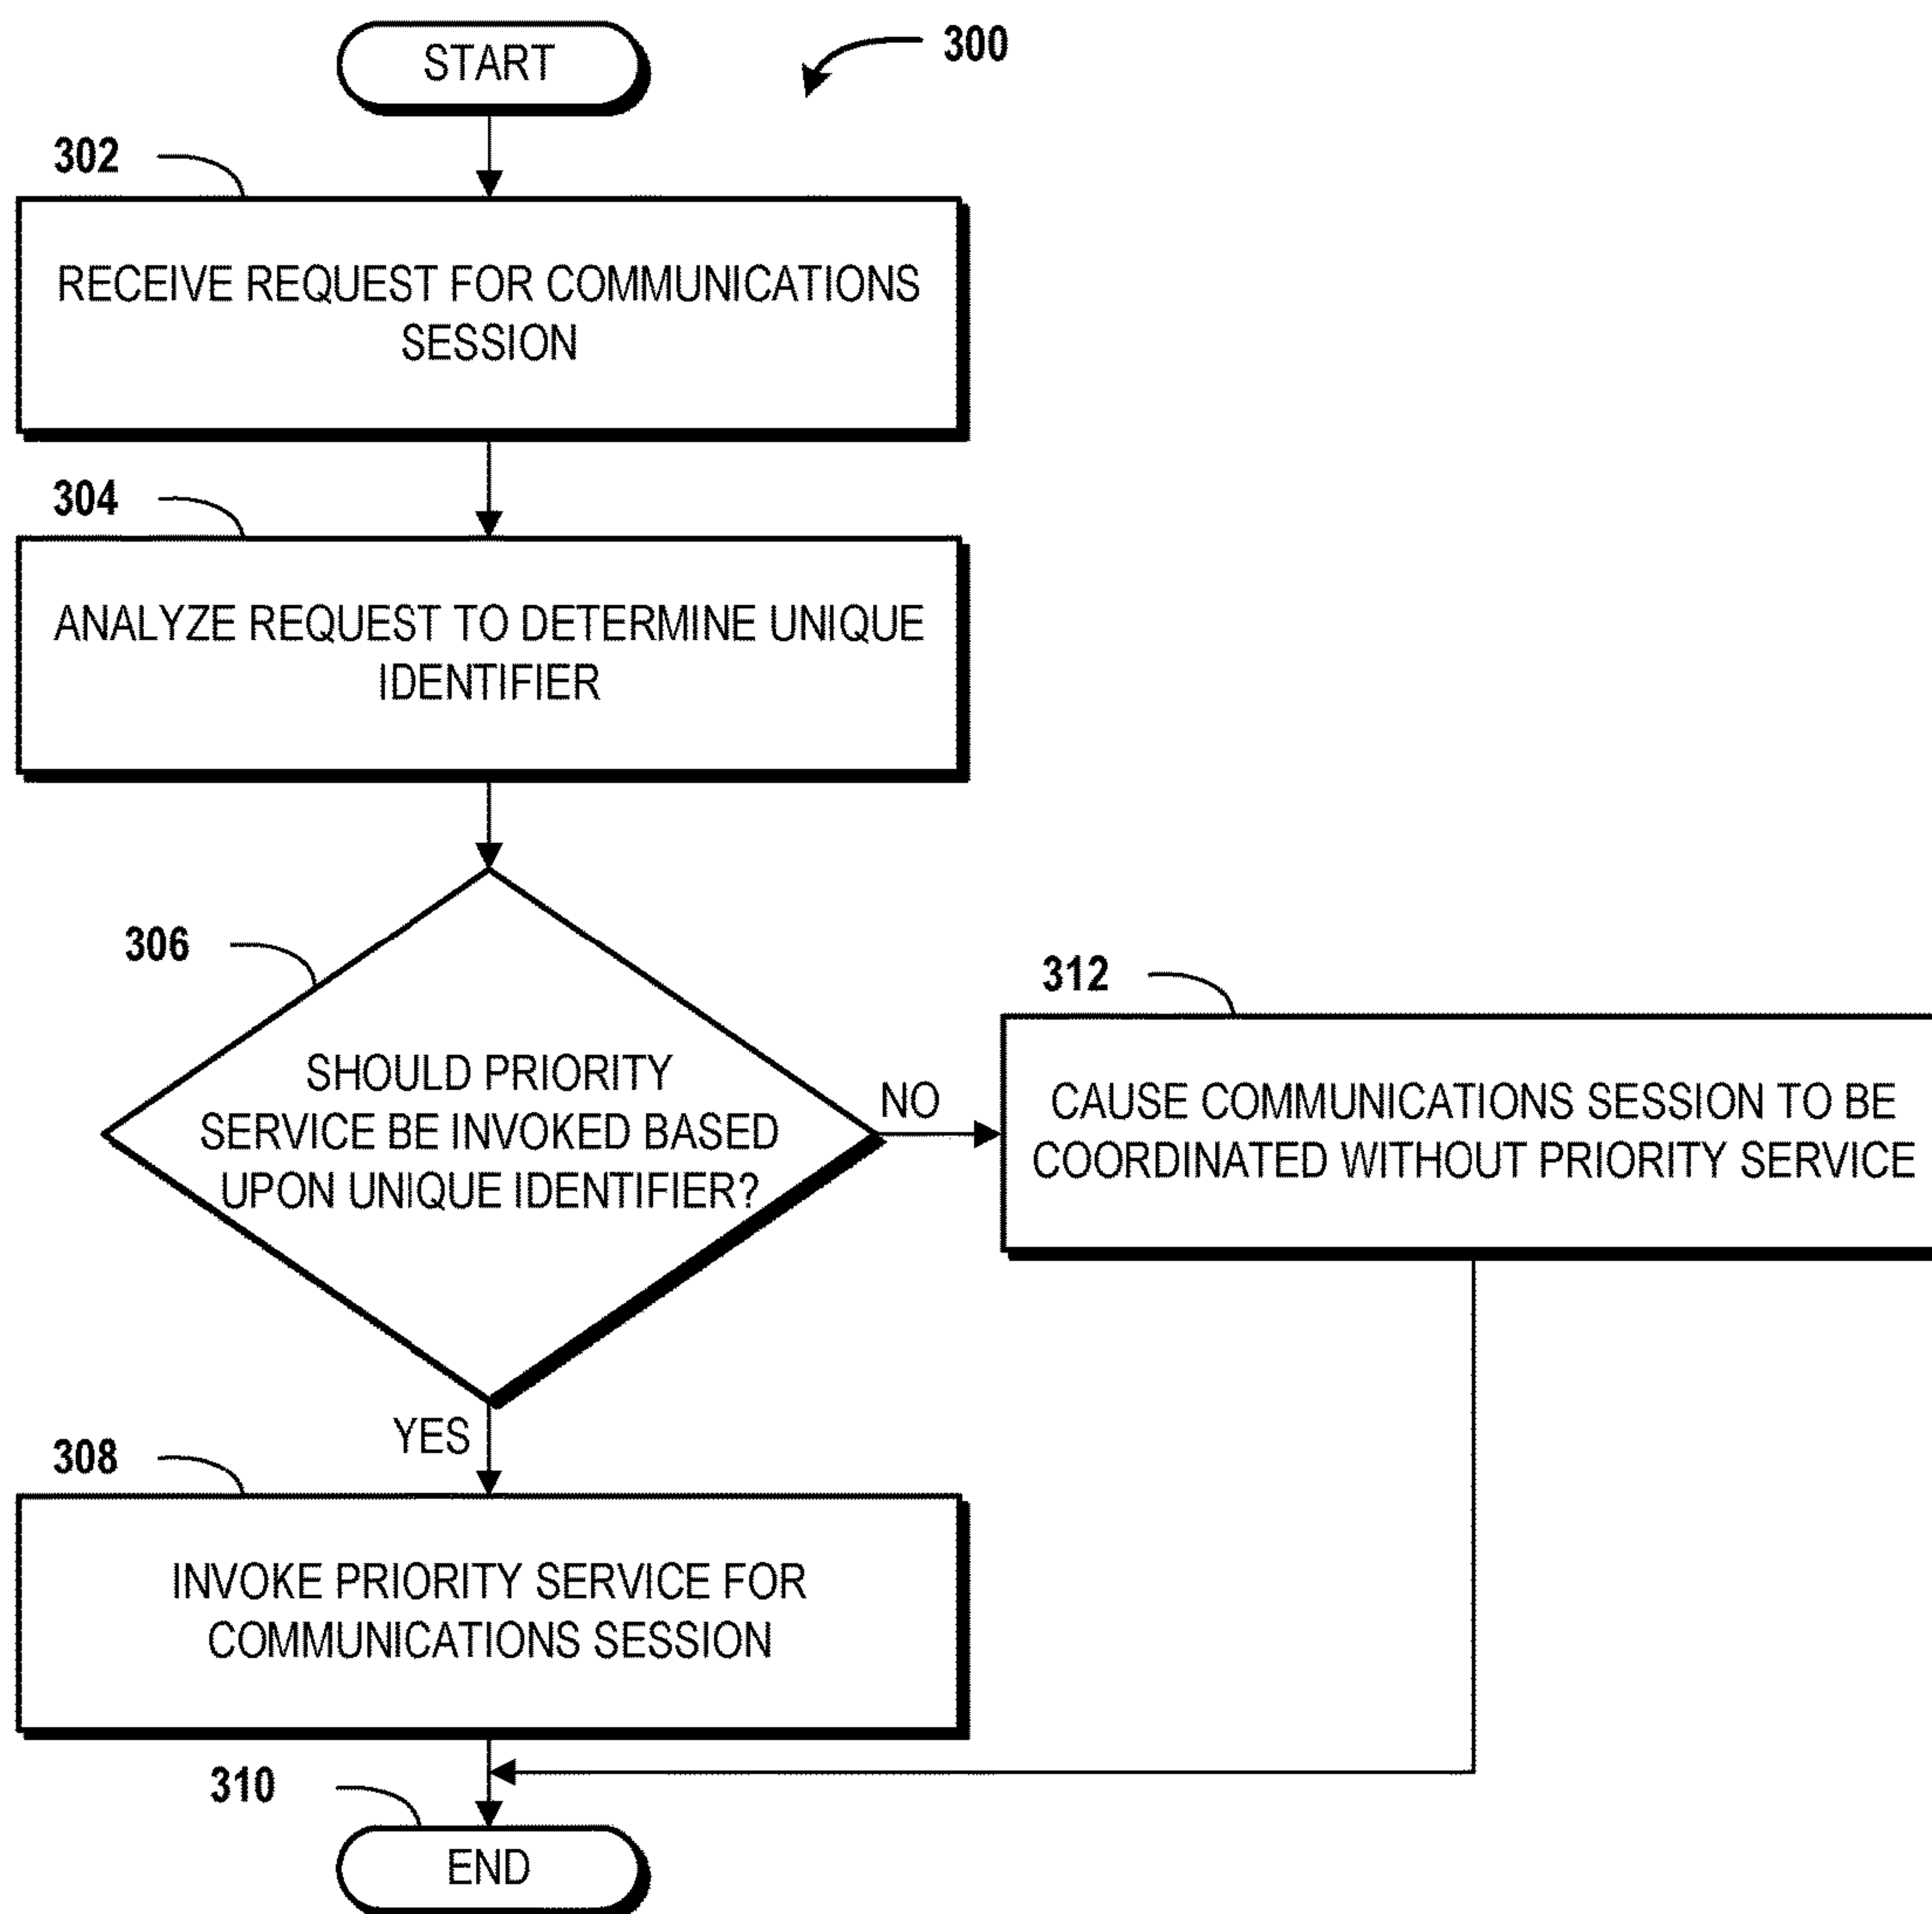 START
300
302
RECEIVE REQUEST FOR COMMUNICATIONS
SESSION
304
ANALYZE REQUEST TO DETERMINE UNIQUE
IDENTIFIER
306
SHOULD PRIORITY
SERVICE BE INVOKED BASED
UPON UNIQUE IDENTIFIER?
NO
312
CAUSE COMMUNICATIONS SESSION TO BE
COORDINATED WITHOUT PRIORITY SERVICE
YES
308
INVOKE PRIORITY SERVICE FOR
COMMUNICATIONS SESSION
310
END